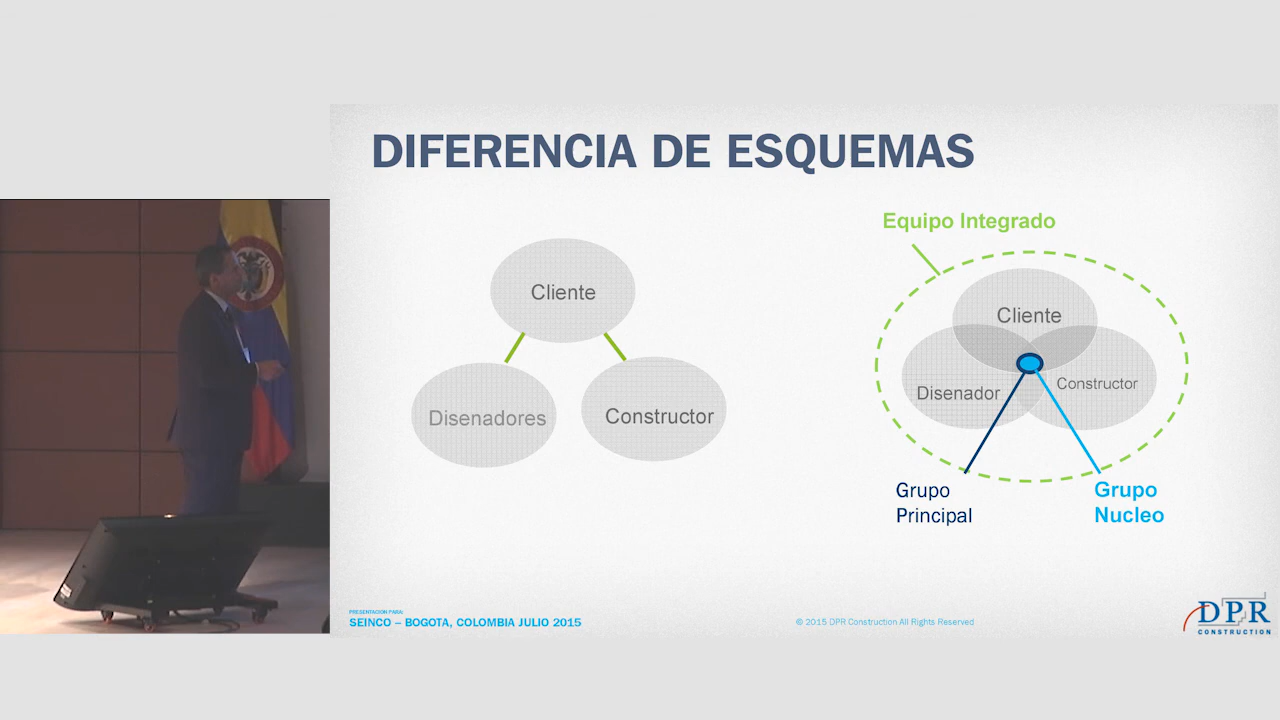 DIFERENCIA DE ESQUEMAS
Cliente
Disenadores
Constructor
Equipo Integrado
Cliente
Disenador
Constructor
Grupo
Principal
Grupo
Nucleo
PRESENTACION PARA:
SEINCO – BOGOTA, COLOMBIA JULIO 2015
© 2015 DPR Construction All Rights Reserved
DPR
CONSTRUCTION